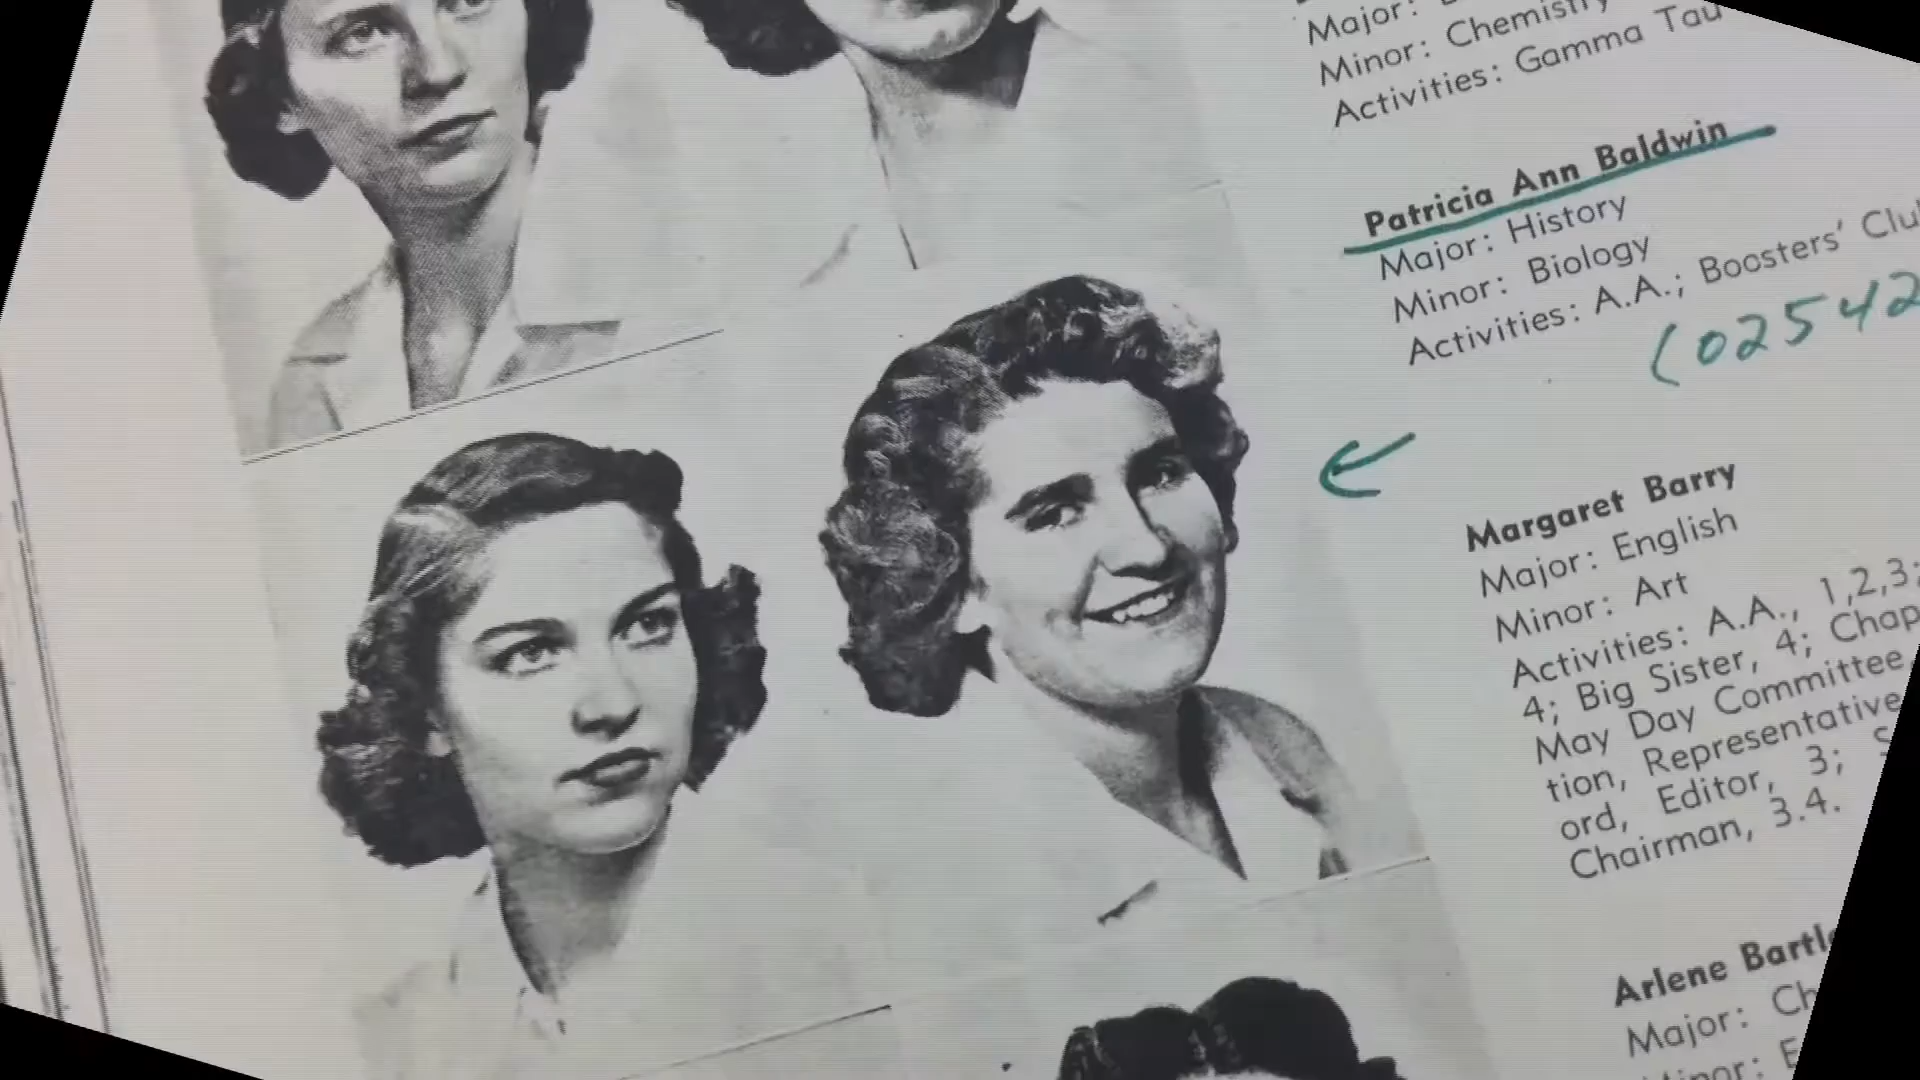 Major:
Minor: Chemistry
Activities: Gamma Tau
Patricia Ann Baldwin
Major: History
Minor: Biology
Activities: A.A.; Boosters' Clu
(02542
Margaret Barry
Major: English
Minor: Art
Activities: A.A., 1,2,3;
4; Big Sister, 4; Chap
May Day Committee,
tion, Representative
ord, Editor, 3; S
Chairman, 3.4.
Arlene Bartle
Major: Ch
Minor: E